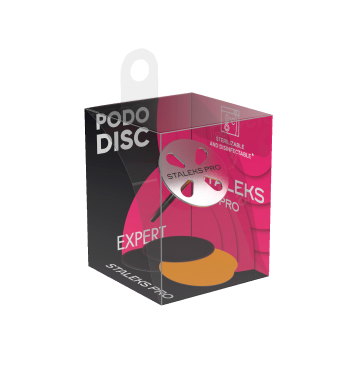 PODO
DISC
STERILIZABLE
AND DISINFECTABLE*
STALEKS PRO
STALEKS
PRO
EXPERT
STALEKS PRO